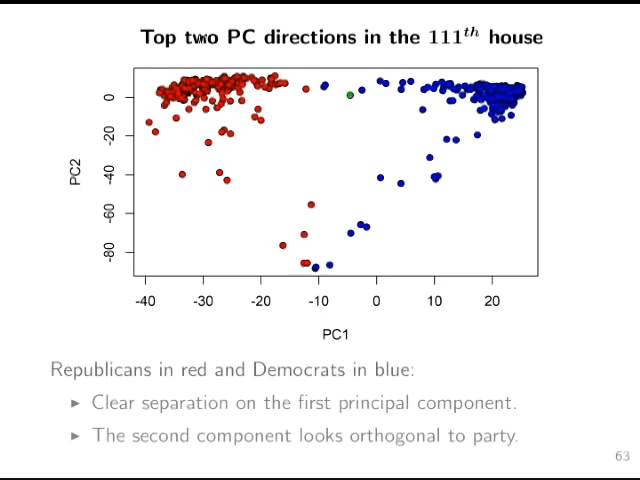 Top two PC directions in the 111th house
PC2
0
-20
-40
-60
-80
-40 -30 -20 -10 0 10 20
PC1
Republicans in red and Democrats in blue:
► Clear separation on the first principal component.
► The second component looks orthogonal to party.
63